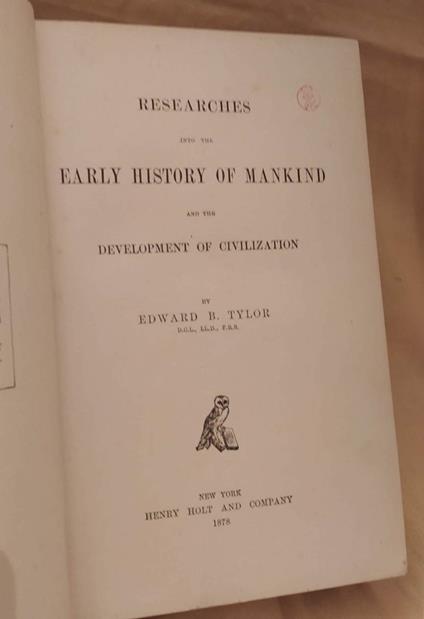 RESEARCHES
INTO THE
EARLY HISTORY OF MANKIND
AND THE
DEVELOPMENT OF CIVILIZATION
BY
EDWARD B. TYLOR
D.C.L., LL.D., F.R.S.
NEW YORK
HENRY HOLT AND COMPANY
1878